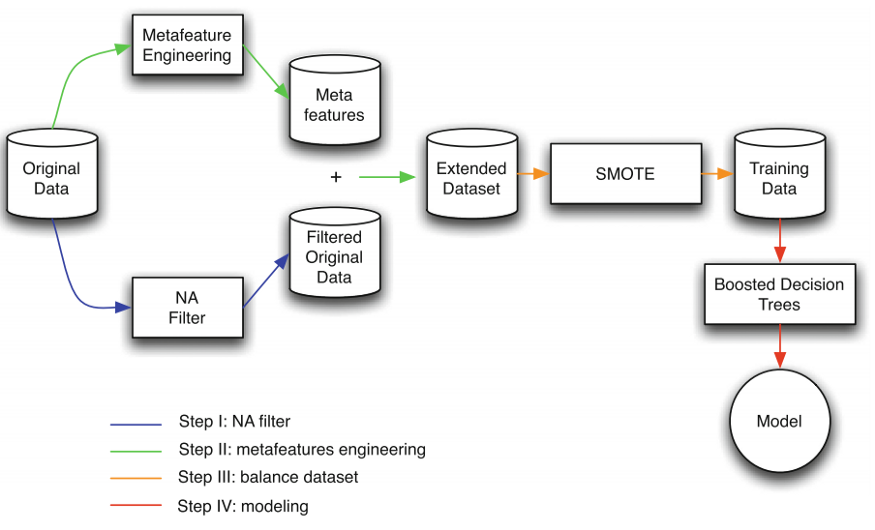 Metafeature
Engineering
Meta
features
Original
Data
+
Extended
Dataset
SMOTE
Training
Data
Filtered
Original
Data
NA
Filter
Boosted Decision
Trees
Model
Step I: NA filter
Step II: metafeatures engineering
Step III: balance dataset
Step IV: modeling